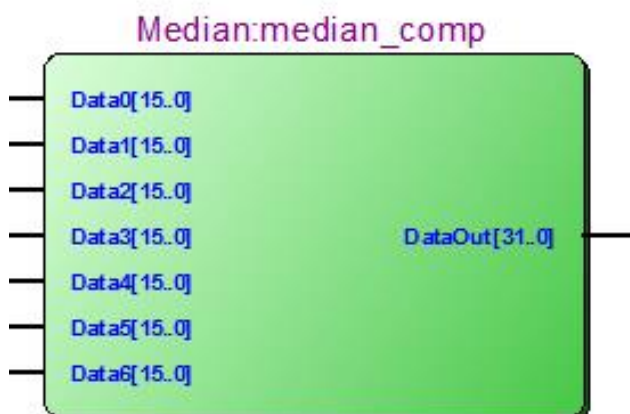 Median:median_comp
Data0[15..0]
Data1[15..0]
Data2[15..0]
Data3[15..0] DataOut[31..0]
Data4[15..0]
Data5[15..0]
Data6[15..0]